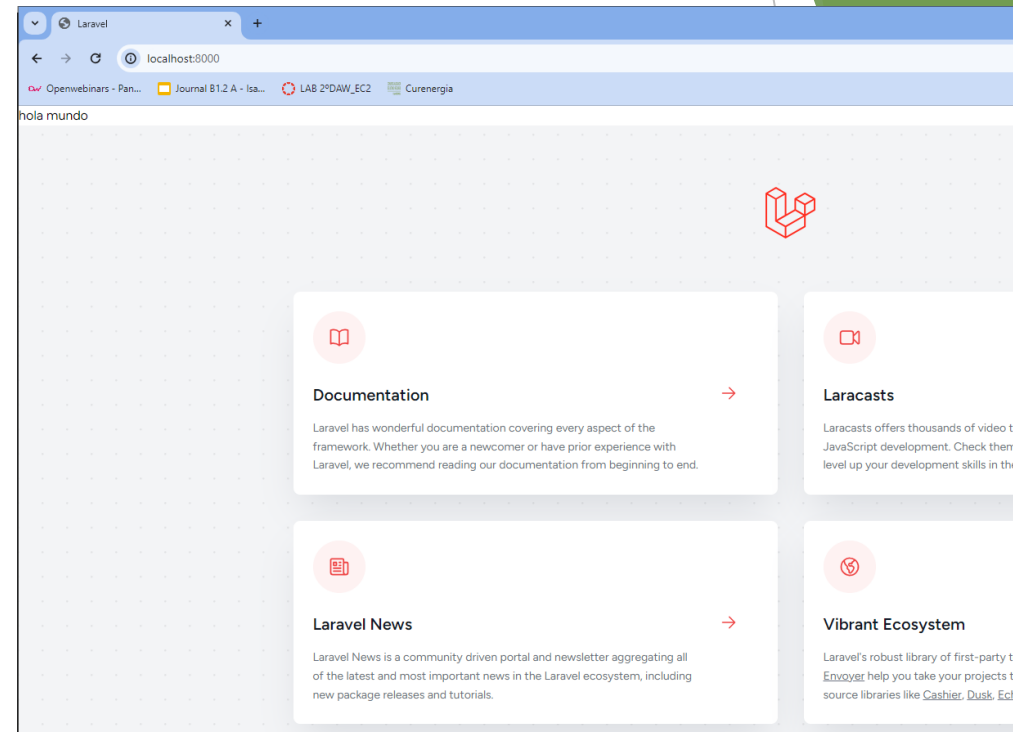 Laravel
localhost:8000
Openwebinars - Pan...
Journal B1.2 A - Isa...
LAB 2ºDAW_EC2
Curenergia
hola mundo
Documentation
Laravel has wonderful documentation covering every aspect of the
framework. Whether you are a newcomer or have prior experience with
Laravel, we recommend reading our documentation from beginning to end.
Laracasts
Laracasts offers thousands of video t
JavaScript development. Check them
level up your development skills in the
Laravel News
Laravel News is a community driven portal and newsletter aggregating all
of the latest and most important news in the Laravel ecosystem, including
new package releases and tutorials.
Vibrant Ecosystem
Laravel's robust library of first-party t
Envoyer help you take your projects t
source libraries like Cashier, Dusk, Ech